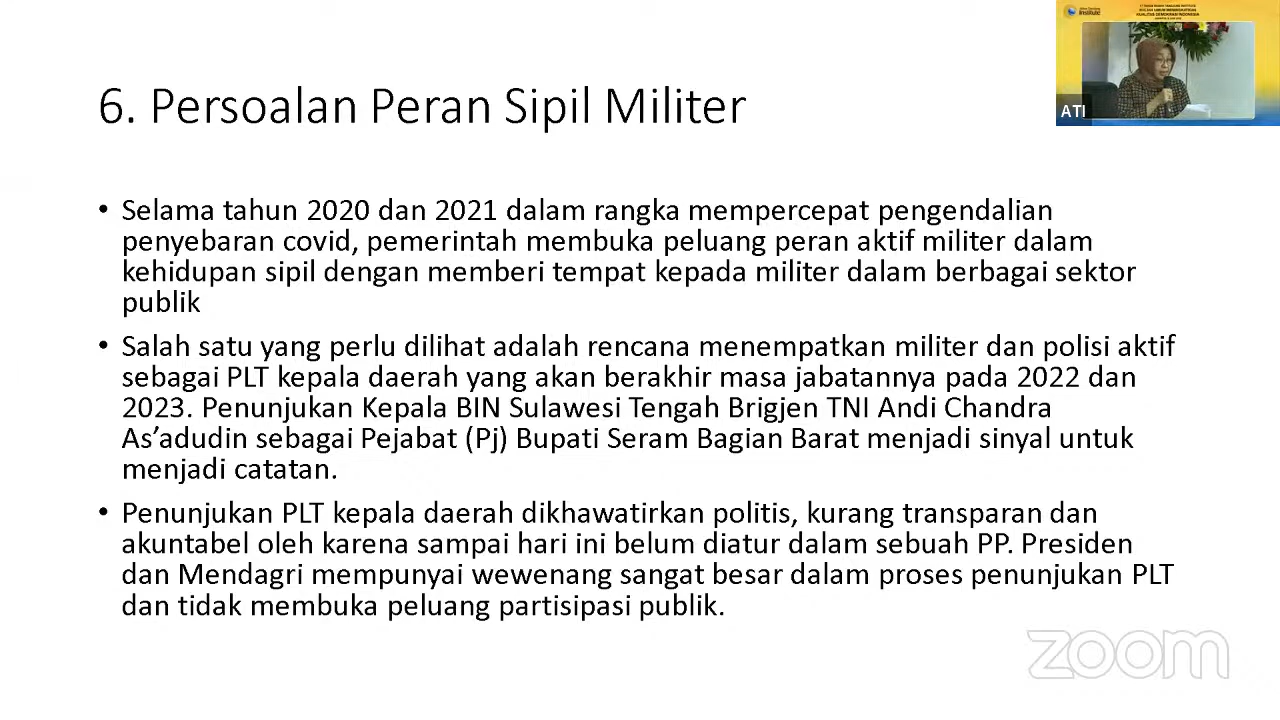 6. Persoalan Peran Sipil Militer
• Selama tahun 2020 dan 2021 dalam rangka mempercepat pengendalian
penyebaran covid, pemerintah membuka peluang peran aktif militer dalam
kehidupan sipil dengan memberi tempat kepada militer dalam berbagai sektor
publik
• Salah satu yang perlu dilihat adalah rencana menempatkan militer dan polisi aktif
sebagai PLT kepala daerah yang akan berakhir masa jabatannya pada 2022 dan
2023. Penunjukan Kepala BIN Sulawesi Tengah Brigjen TNI Andi Chandra
As’adudin sebagai Pejabat (Pj) Bupati Seram Bagian Barat menjadi sinyal untuk
menjadi catatan.
• Penunjukan PLT kepala daerah dikhawatirkan politis, kurang transparan dan
akuntabel oleh karena sampai hari ini belum diatur dalam sebuah PP. Presiden
dan Mendagri mempunyai wewenang sangat besar dalam proses penunjukan PLT
dan tidak membuka peluang partisipasi publik.
Institute
ATI
zoom